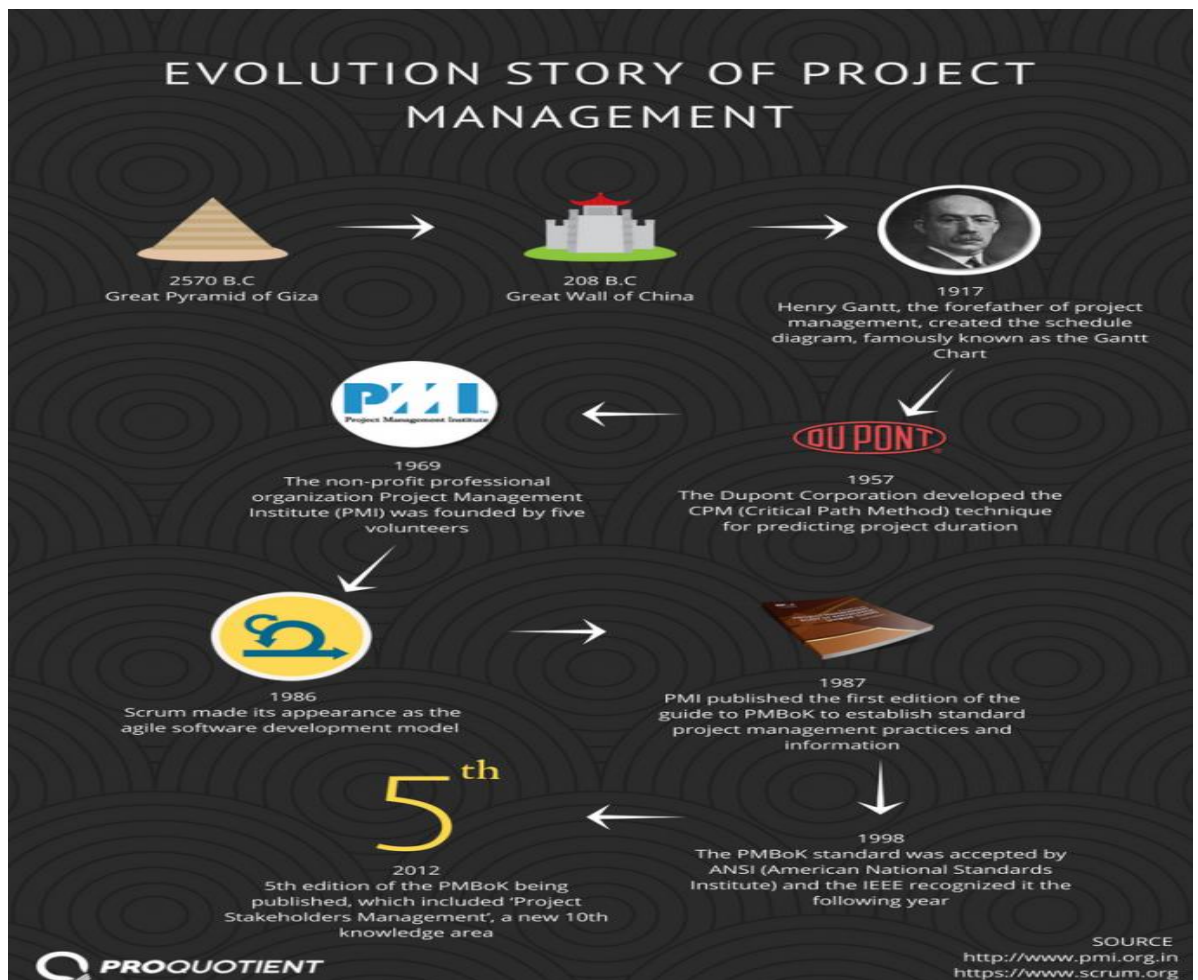 EVOLUTION STORY OF PROJECT
MANAGEMENT
2570 B.C
Great Pyramid of Giza
208 B.C
Great Wall of China
1917
Henry Gantt, the forefather of project
management, created the schedule
diagram, famously known as the Gantt
Chart
DU PONT
1957
The Dupont Corporation developed the
CPM (Critical Path Method) technique
for predicting project duration
PMI
Project Management Institute
1969
The non-profit professional
organization Project Management
Institute (PMI) was founded by five
volunteers
1986
Scrum made its appearance as the
agile software development model
1987
PMI published the first edition of the
guide to PMBoK to establish standard
project management practices and
information
1998
The PMBoK standard was accepted by
ANSI (American National Standards
Institute) and the IEEE recognized it the
following year
5th
2012
5th edition of the PMBoK being
published, which included ‘Project
Stakeholders Management’, a new 10th
knowledge area
PROQUOTIENT
SOURCE
http://www.pmi.org.in
https://www.scrum.org